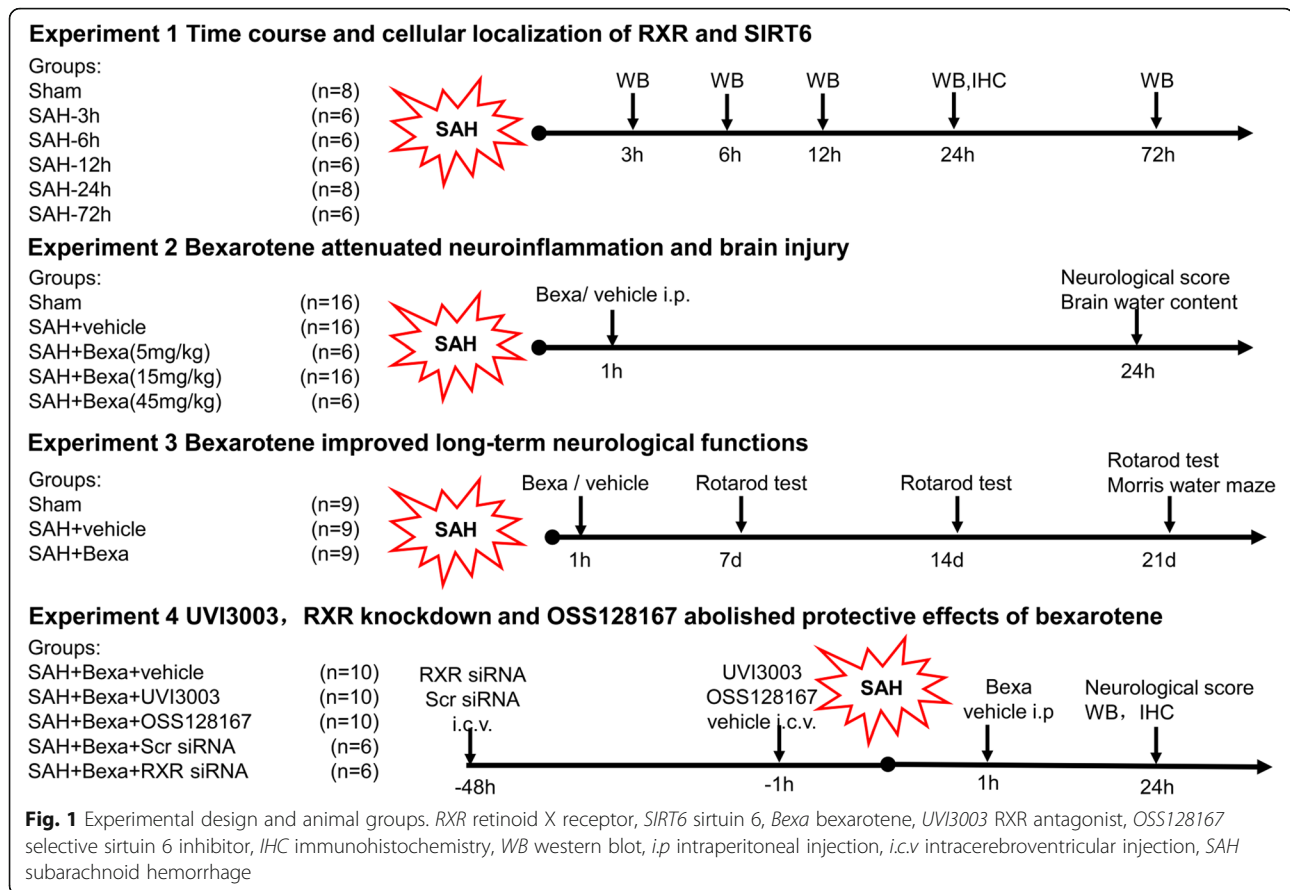 Experiment 1 Time course and cellular localization of RXR and SIRT6
Groups:
Sham (n=8)
SAH-3h (n=6)
SAH-6h (n=6)
SAH-12h (n=6)
SAH-24h (n=8)
SAH-72h (n=6)
SAH
WB WB WB WB,IHC WB
3h 6h 12h 24h 72h
Experiment 2 Bexarotene attenuated neuroinflammation and brain injury
Groups:
Sham (n=16)
SAH+vehicle (n=16)
SAH+Bexa(5mg/kg) (n=6)
SAH+Bexa(15mg/kg) (n=16)
SAH+Bexa(45mg/kg) (n=6)
SAH
Bexa/ vehicle i.p.
1h
Neurological score
Brain water content
24h
Experiment 3 Bexarotene improved long-term neurological functions
Groups:
Sham (n=9)
SAH+vehicle (n=9)
SAH+Bexa (n=9)
SAH
Bexa / vehicle
1h
Rotarod test
7d
Rotarod test
14d
Rotarod test
Morris water maze
21d
Experiment 4 UVI3003，RXR knockdown and OSS128167 abolished protective effects of bexarotene
Groups:
SAH+Bexa+vehicle (n=10)
SAH+Bexa+UVI3003 (n=10)
SAH+Bexa+OSS128167 (n=10)
SAH+Bexa+Scr siRNA (n=6)
SAH+Bexa+RXR siRNA (n=6)
RXR siRNA
Scr siRNA
i.c.v.
-48h
UVI3003
OSS128167
vehicle i.c.v.
-1h
SAH
Bexa
vehicle i.p
1h
Neurological score
WB，IHC
24h
Fig. 1 Experimental design and animal groups. RXR retinoid X receptor, SIRT6 sirtuin 6, Bexa bexarotene, UVI3003 RXR antagonist, OSS128167
selective sirtuin 6 inhibitor, IHC immunohistochemistry, WB western blot, i.p intraperitoneal injection, i.c.v intracerebroventricular injection, SAH
subarachnoid hemorrhage